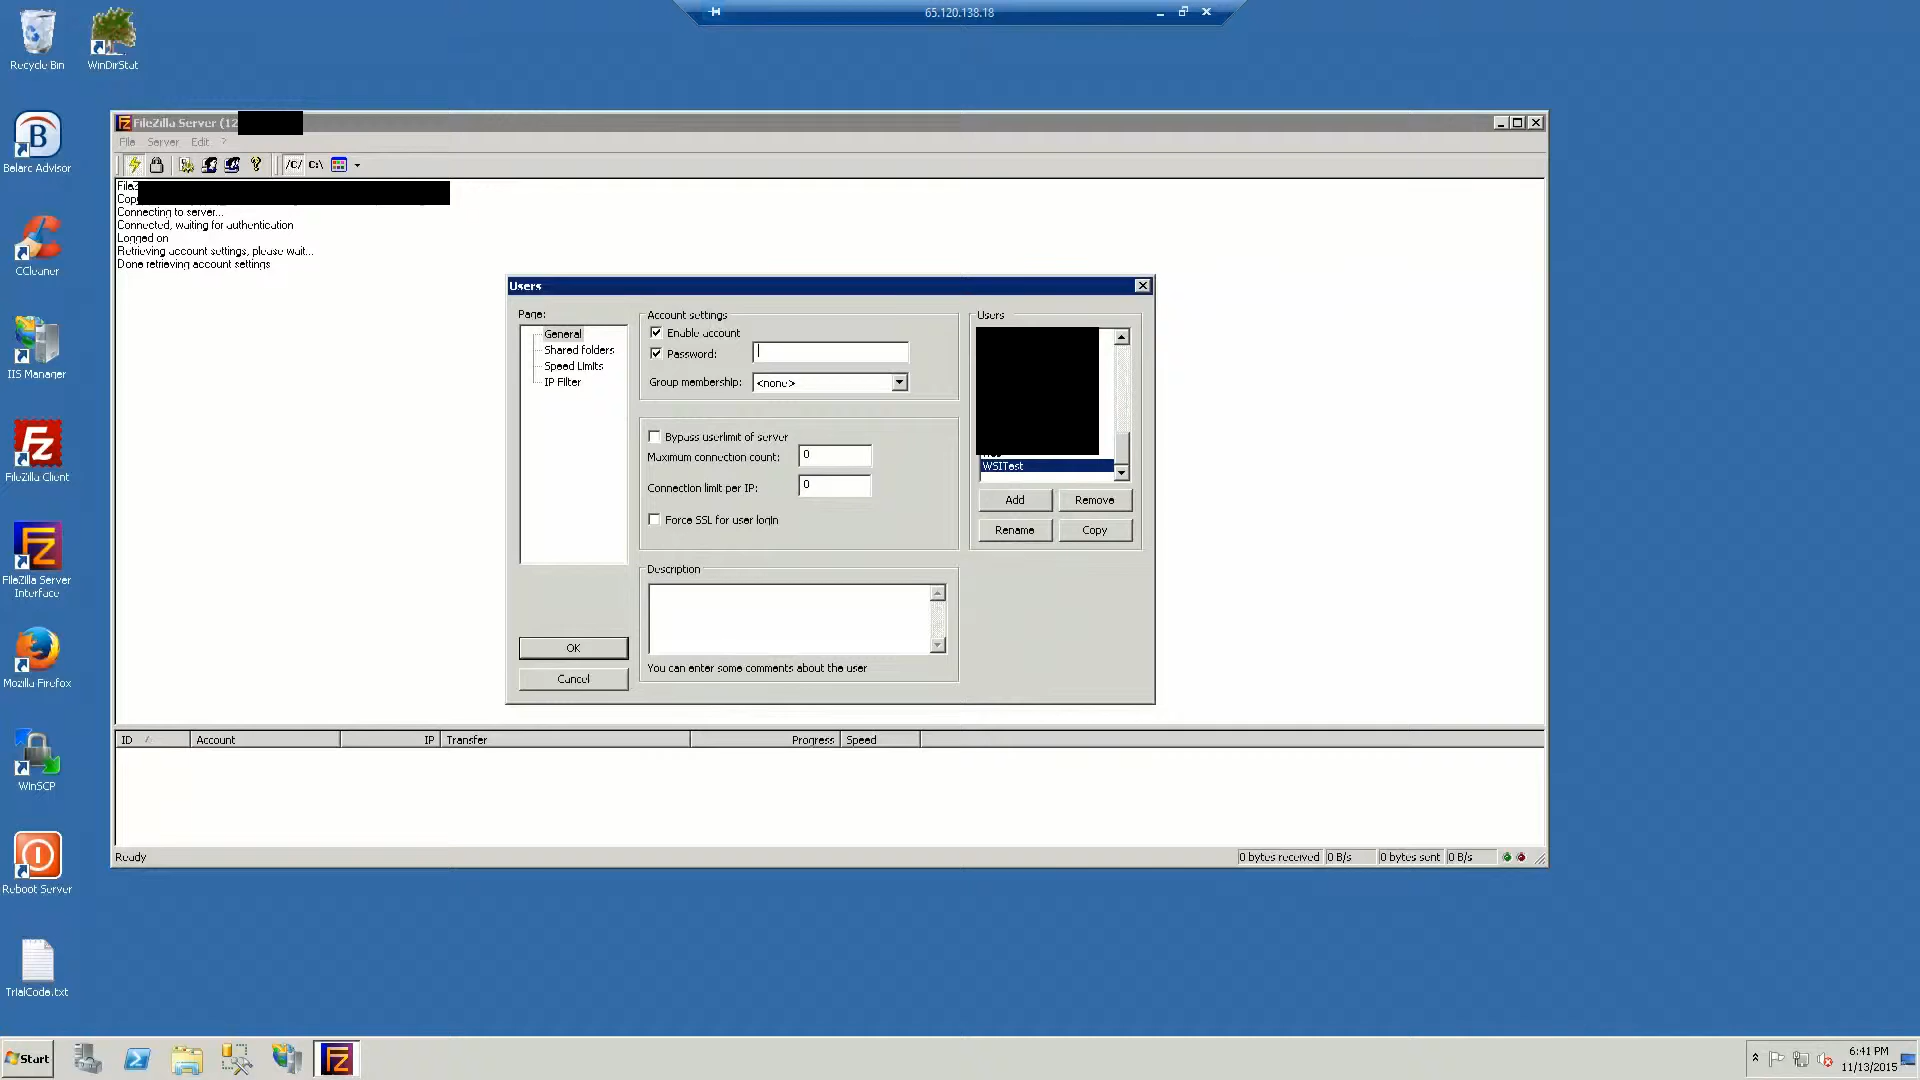 65.120.138.18
Recycle Bin
WinDirStat
Belarc Advisor
CCleaner
IIS Manager
FileZilla Client
FileZilla Server
Interface
Mozilla Firefox
WinSCP
Reboot Server
TrialCode.txt
FileZilla Server (12
File Server Edit ?
/C/ C:\
FileZ
Copy
Connecting to server...
Connected, waiting for authentication
Logged on
Retrieving account settings, please wait...
Done retrieving account settings
Users
Page:
General
Shared folders
Speed Limits
IP Filter
OK
Cancel
Account settings
Enable account
Password:
Group membership: <none>
Bypass userlimit of server
Maximum connection count: 0
Connection limit per IP: 0
Force SSL for user login
Description
You can enter some comments about the user
Users
WSITest
Add Remove
Rename Copy
ID Account IP Transfer Progress Speed
Ready 0 bytes received 0 B/s 0 bytes sent 0 B/s
Start
6:41 PM
11/13/2015